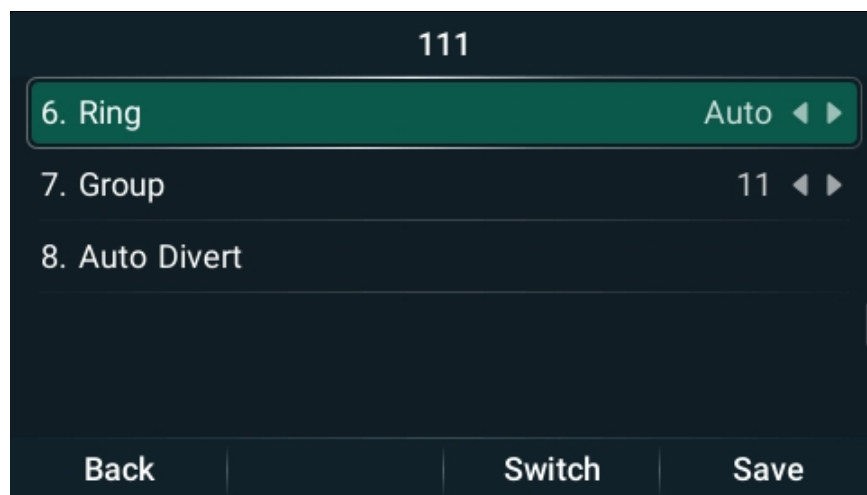 111
6. Ring Auto
7. Group 11
8. Auto Divert
Back Switch Save